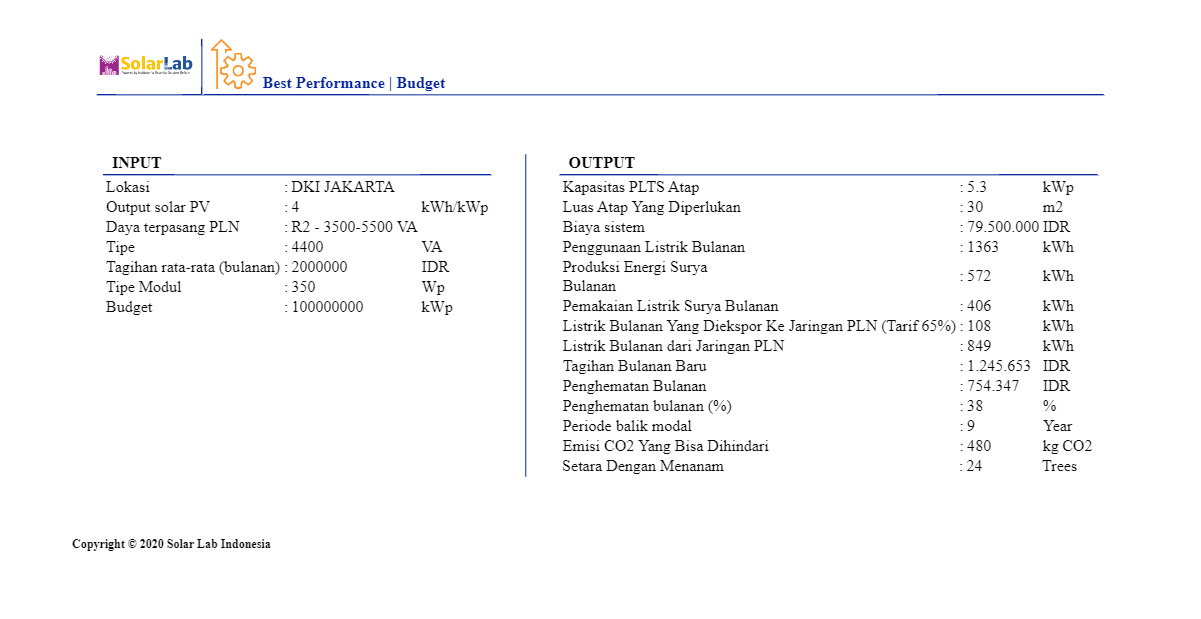 SolarLab
Best Performance | Budget
INPUT
Lokasi : DKI JAKARTA
Output solar PV : 4 kWh/kWp
Daya terpasang PLN : R2 - 3500-5500 VA
Tipe : 4400 VA
Tagihan rata-rata (bulanan) : 2000000 IDR
Tipe Modul : 350 Wp
Budget : 100000000 kWp
OUTPUT
Kapasitas PLTS Atap : 5.3 kWp
Luas Atap Yang Diperlukan : 30 m2
Biaya sistem : 79.500.000 IDR
Penggunaan Listrik Bulanan : 1363 kWh
Produksi Energi Surya
Bulanan : 572 kWh
Pemakaian Listrik Surya Bulanan : 406 kWh
Listrik Bulanan Yang Diekspor Ke Jaringan PLN (Tarif 65%) : 108 kWh
Listrik Bulanan dari Jaringan PLN : 849 kWh
Tagihan Bulanan Baru : 1.245.653 IDR
Penghematan Bulanan : 754.347 IDR
Penghematan bulanan (%) : 38 %
Periode balik modal : 9 Year
Emisi CO2 Yang Bisa Dihindari : 480 kg CO2
Setara Dengan Menanam : 24 Trees
Copyright © 2020 Solar Lab Indonesia